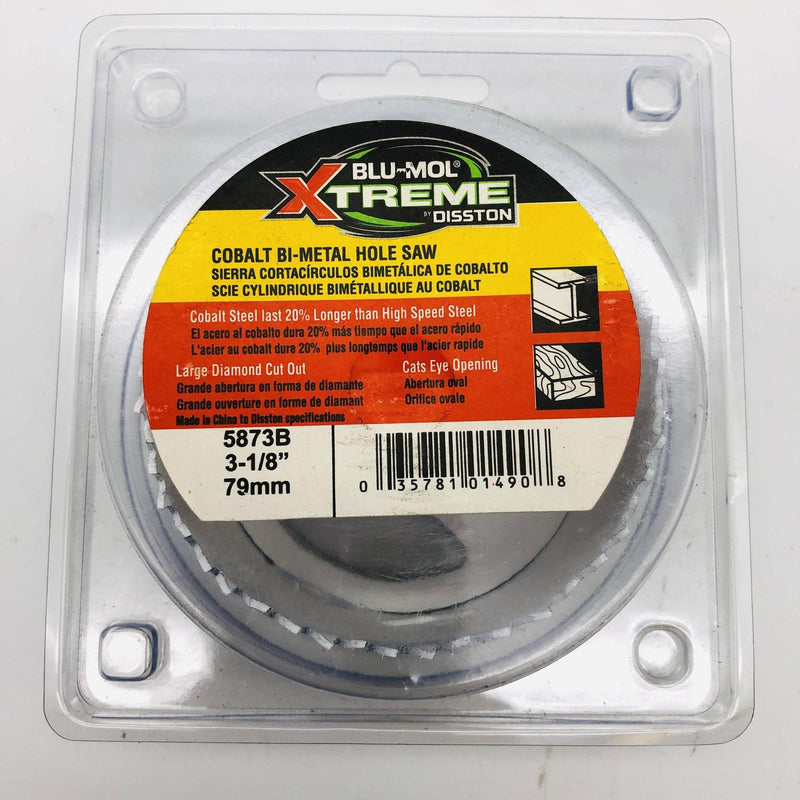 BLU-MOL®
XTREME
BY DISSTON
COBALT BI-METAL HOLE SAW
SIERRA CORTACÍRCULOS BIMETÁLICA DE COBALTO
SCIE CYLINDRIQUE BIMÉTALLIQUE AU COBALT
Cobalt Steel last 20% Longer than High Speed Steel
El acero al cobalto dura 20% más tiempo que el acero rápido
L'acier au cobalt dure 20% plus longtemps que l'acier rapide
Large Diamond Cut Out
Grande abertura en forma de diamante
Grande ouverture en forme de diamant
Made in China to Disston specifications
Cats Eye Opening
Abertura oval
Orifice ovale
5873B
3-1/8”
79mm
0 35781 01490 8